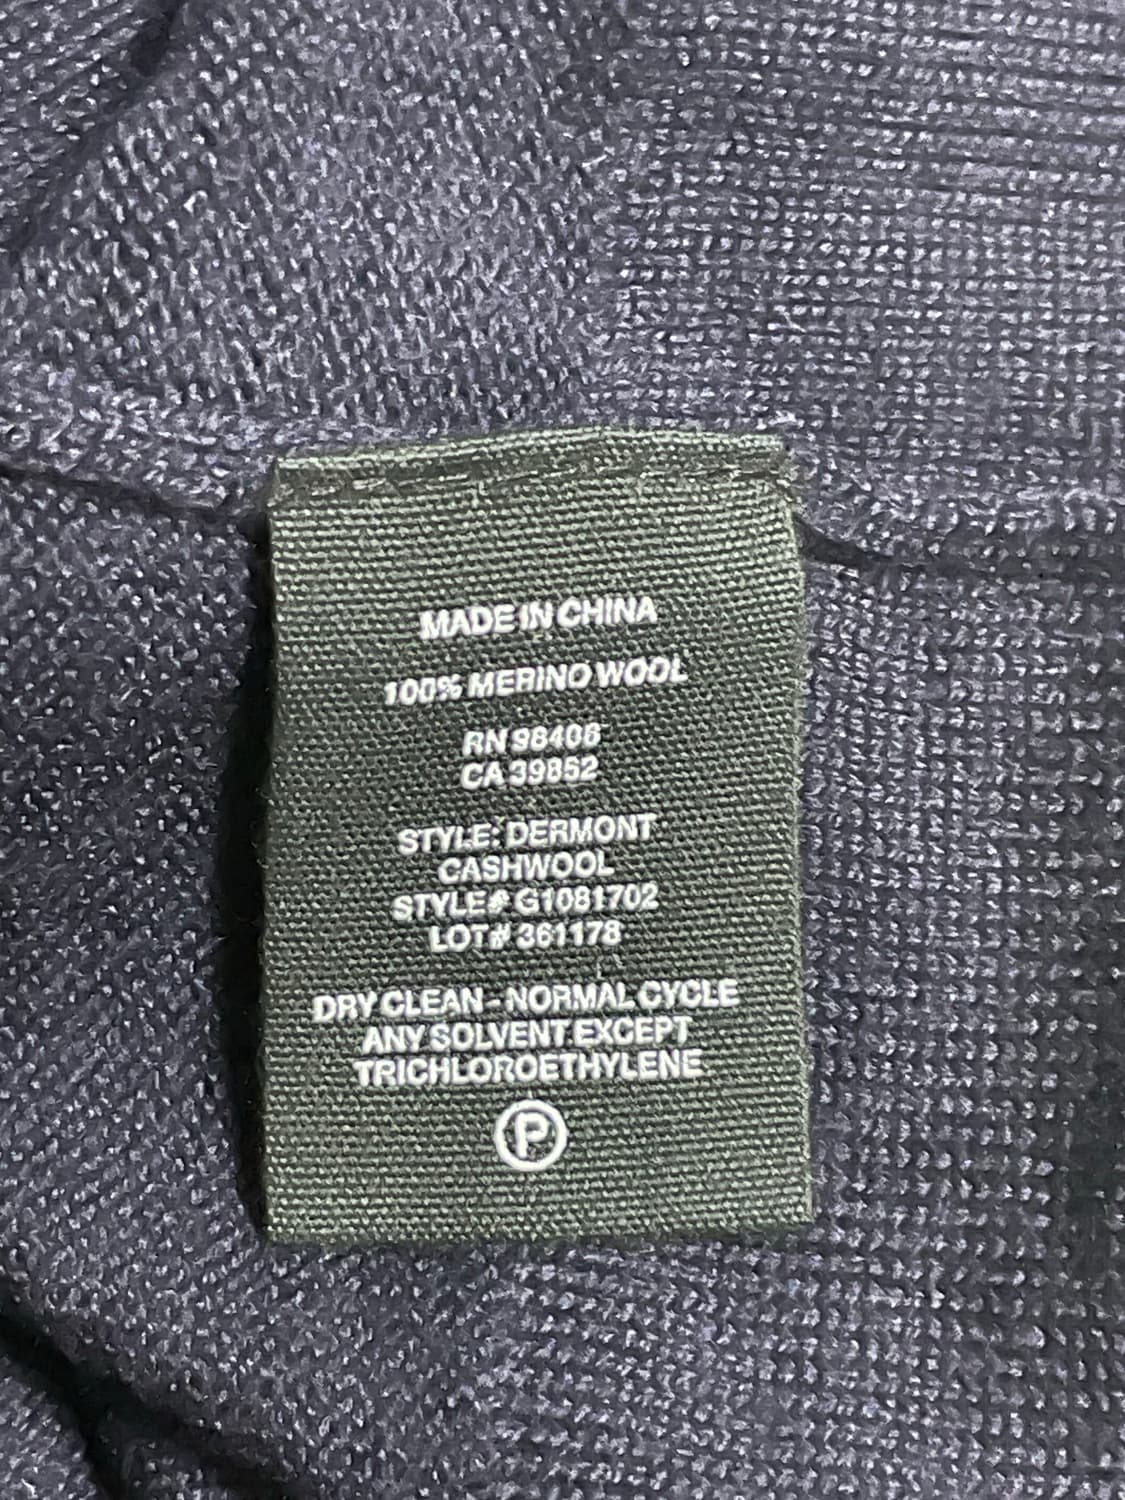 MADE IN CHINA
100% MERINO WOOL
RN 98406
CA 39852
STYLE: DERMONT
CASHWOOL
STYLE# G1081702
LOT# 361178
DRY CLEAN - NORMAL CYCLE
ANY SOLVENT EXCEPT
TRICHLOROETHYLENE
P